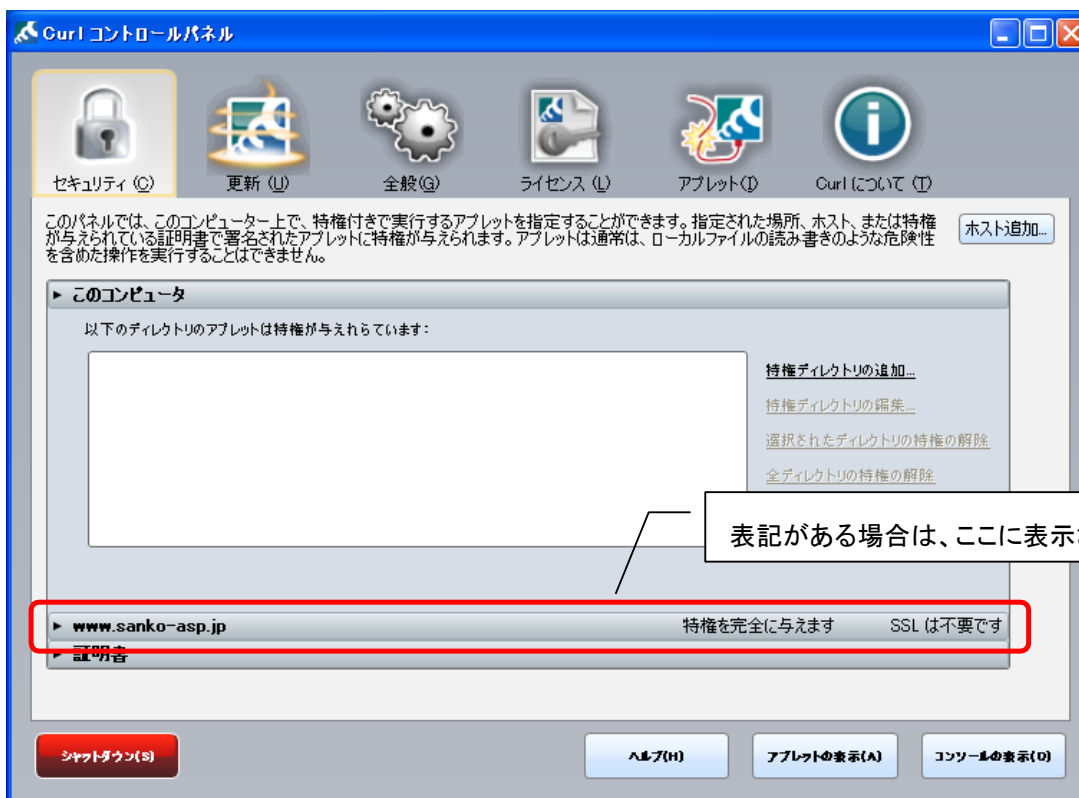 Curl コントロールパネル
セキュリティ (C)
更新 (U)
全般(G)
ライセンス (L)
アプレット(I)
Curl について (T)
このパネルでは、このコンピューター上で、特権付きで実行するアプレットを指定することができます。指定された場所、ホスト、または特権
が与えられている証明書で署名されたアプレットに特権が与えられます。アプレットは通常は、ローカルファイルの読み書きのような危険性
を含めた操作を実行することはできません。
ホスト追加...
このコンピュータ
以下のディレクトリのアプレットは特権が与えれらています:
特権ディレクトリの追加...
特権ディレクトリの編集...
選択されたディレクトリの特権の解除
全ディレクトリの特権の解除
表記がある場合は、ここに表示
www.sanko-asp.jp 特権を完全に与えます SSL は不要です
証明書
シャットダウン(S)
ヘルプ(H)
アプレットの表示(A)
コンソールの表示(O)